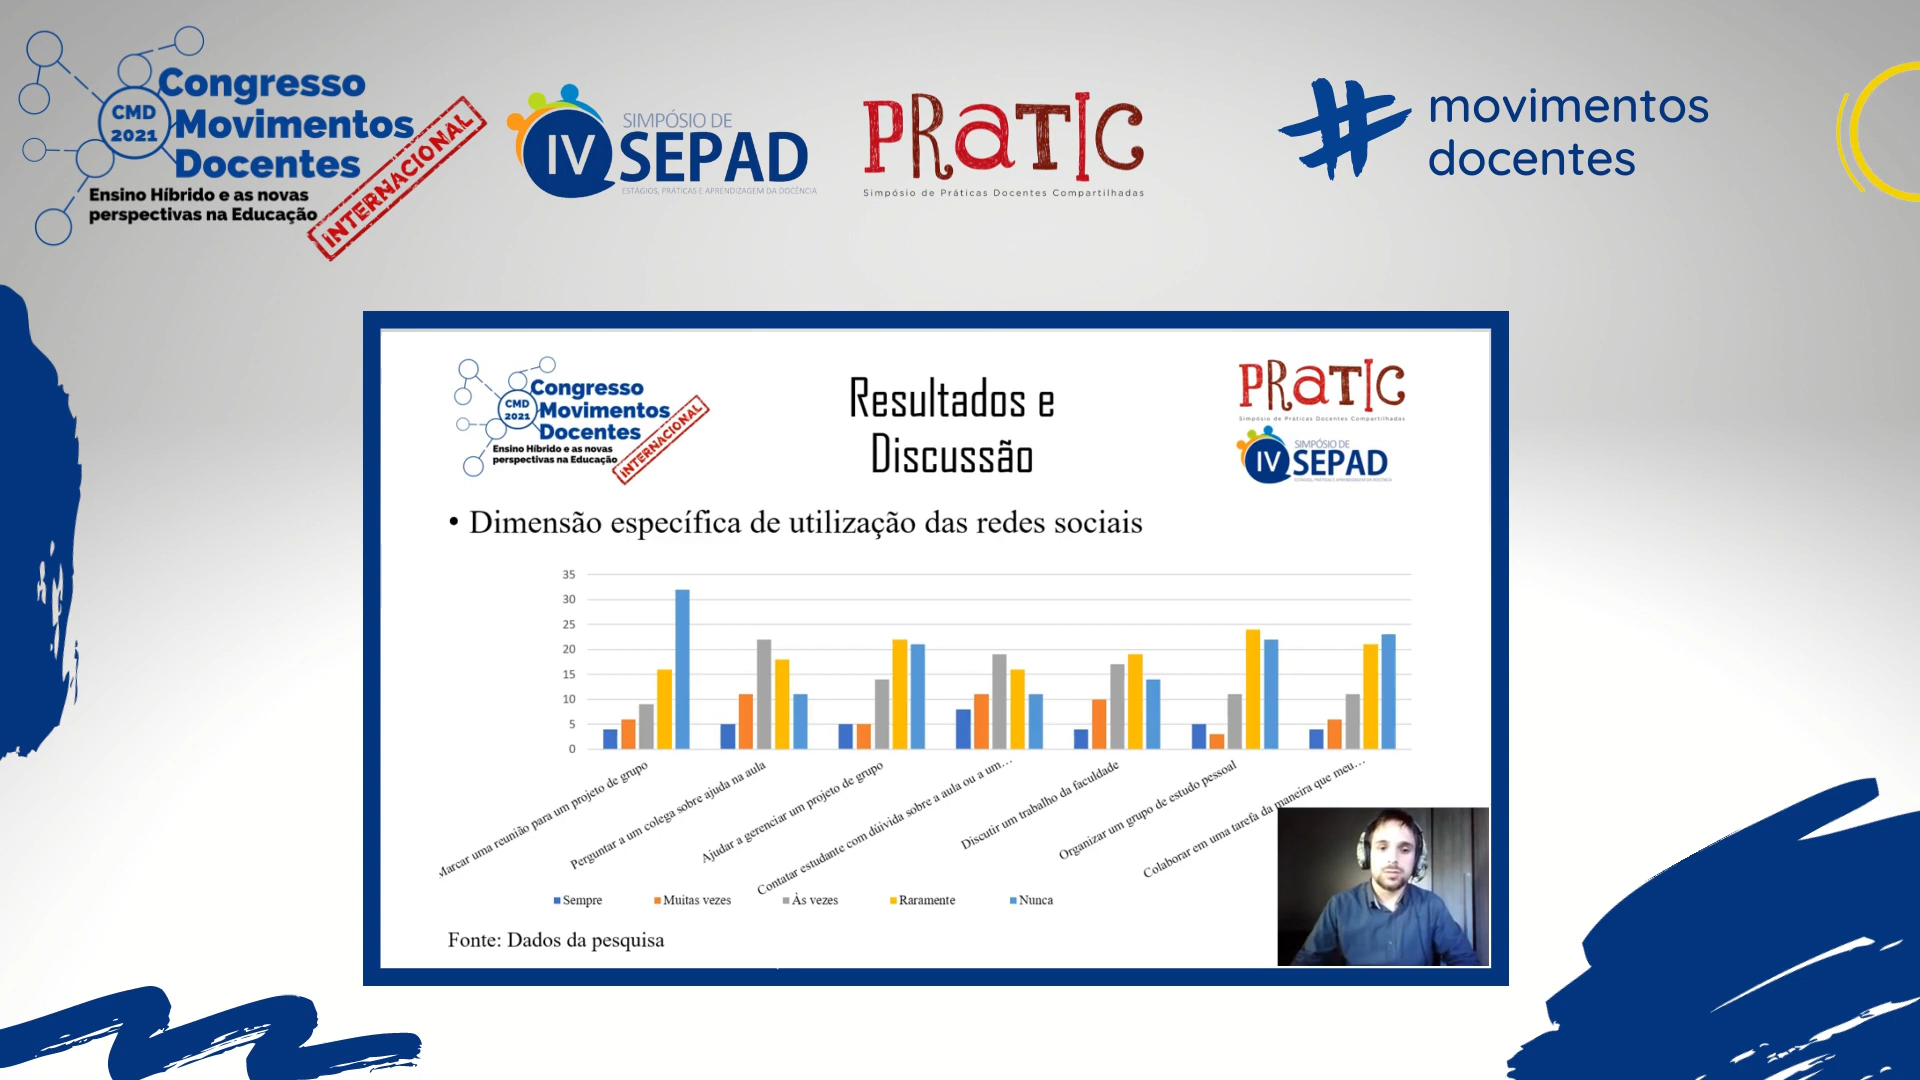 CMD
2021
Congresso
Movimentos
Docentes
Ensino Híbrido e as novas
perspectivas na Educação
INTERNACIONAL
IV
SIMPÓSIO DE
SEPAD
ESTÁGIOS, PRÁTICAS E APRENDIZAGEM DA DOCÊNCIA
PRATIC
Simpósio de Práticas Docentes Compartilhadas
# movimentos
docentes
CMD
2021
Congresso
Movimentos
Docentes
Ensino Híbrido e as novas
perspectivas na Educação
INTERNACIONAL
Resultados e
Discussão
PRATIC
Simpósio de Práticas Docentes Compartilhadas
IV
SIMPÓSIO DE
SEPAD
ESTÁGIOS, PRÁTICAS E APRENDIZAGEM DA DOCÊNCIA
• Dimensão específica de utilização das redes sociais
35
30
25
20
15
10
5
0
Marcar uma reunião para um projeto de grupo
Perguntar a um colega sobre ajuda na aula
Ajudar a gerenciar um projeto de grupo
Contatar estudante com dúvida sobre a aula ou a um...
Discutir um trabalho da faculdade
Organizar um grupo de estudo pessoal
Colaborar em uma tarefa da maneira que meu...
Sempre Muitas vezes Às vezes Raramente Nunca
Fonte: Dados da pesquisa